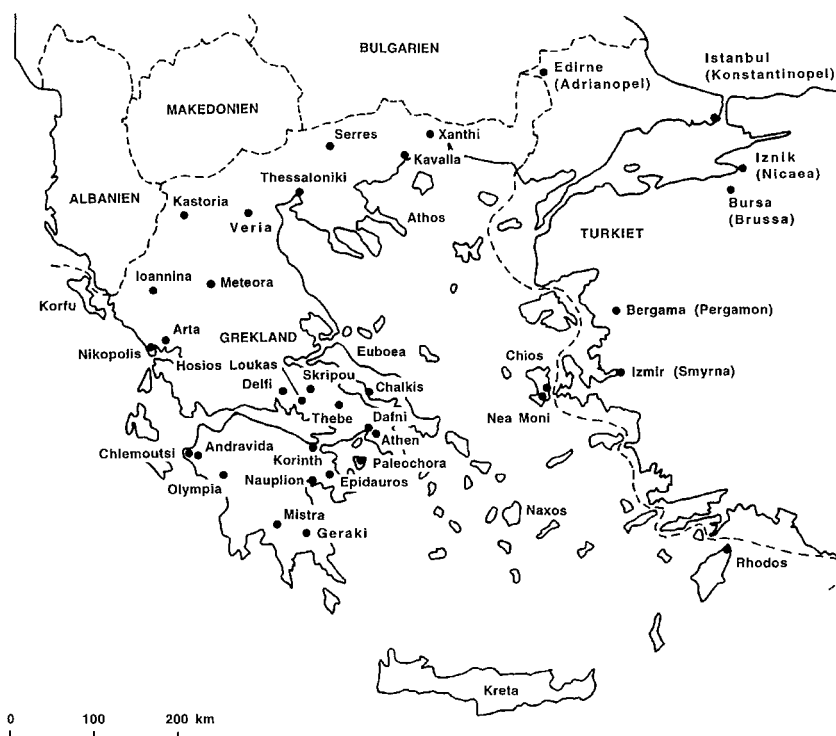 BULGARIEN
Edirne
(Adrianopel)
Istanbul
(Konstantinopel)
MAKEDONIEN
Serres
Xanthi
Kavalla
Iznik
(Nicaea)
Thessaloniki
ALBANIEN
Kastoria
Bursa
(Brussa)
Veria
Athos
TURKIET
Ioannina
Meteora
Korfu
Bergama (Pergamon)
Arta
GREKLAND
Nikopolis
Hosios
Loukas
Euboea
Chios
Skripou
Delfi
Chalkis
Izmir (Smyrna)
Thebe
Dafni
Nea Moni
Athen
Chlemoutsi
Andravida
Korinth
Paleochora
Olympia
Nauplion
Epidauros
Naxos
Mistra
Geraki
Rhodos
Kreta
0 100 200 km